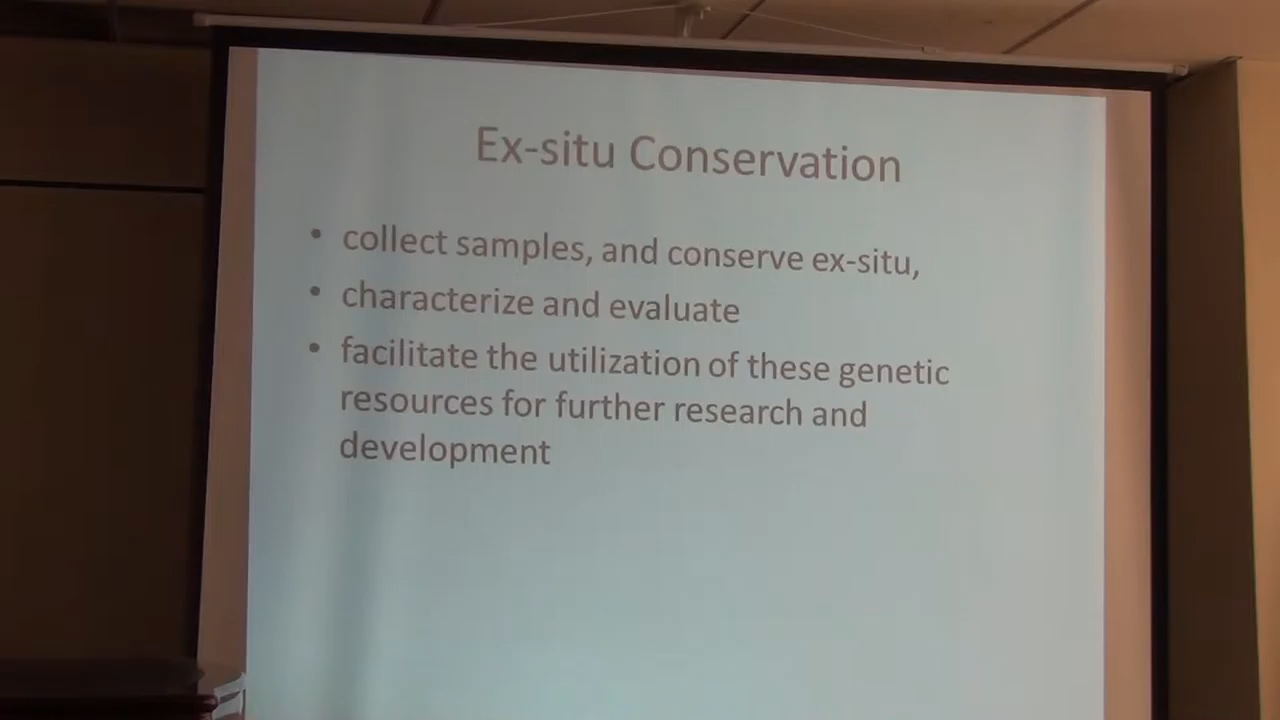 Ex-situ Conservation
• collect samples, and conserve ex-situ,
• characterize and evaluate
• facilitate the utilization of these genetic
resources for further research and
development